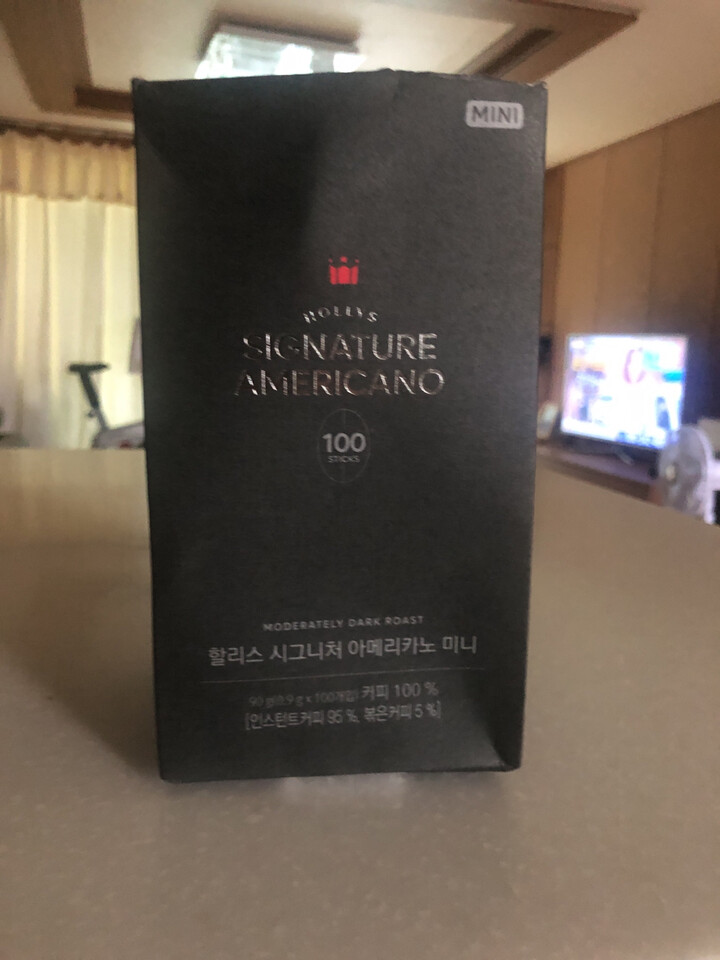 MINI
HOLLYS
SIGNATURE
AMERICANO
100
STICKS
MODERATELY DARK ROAST
할리스 시그니처 아메리카노 미니
90 g(0.9 g x 100개입) 커피 100 %
[인스턴트커피 95 %, 볶은커피 5 %]